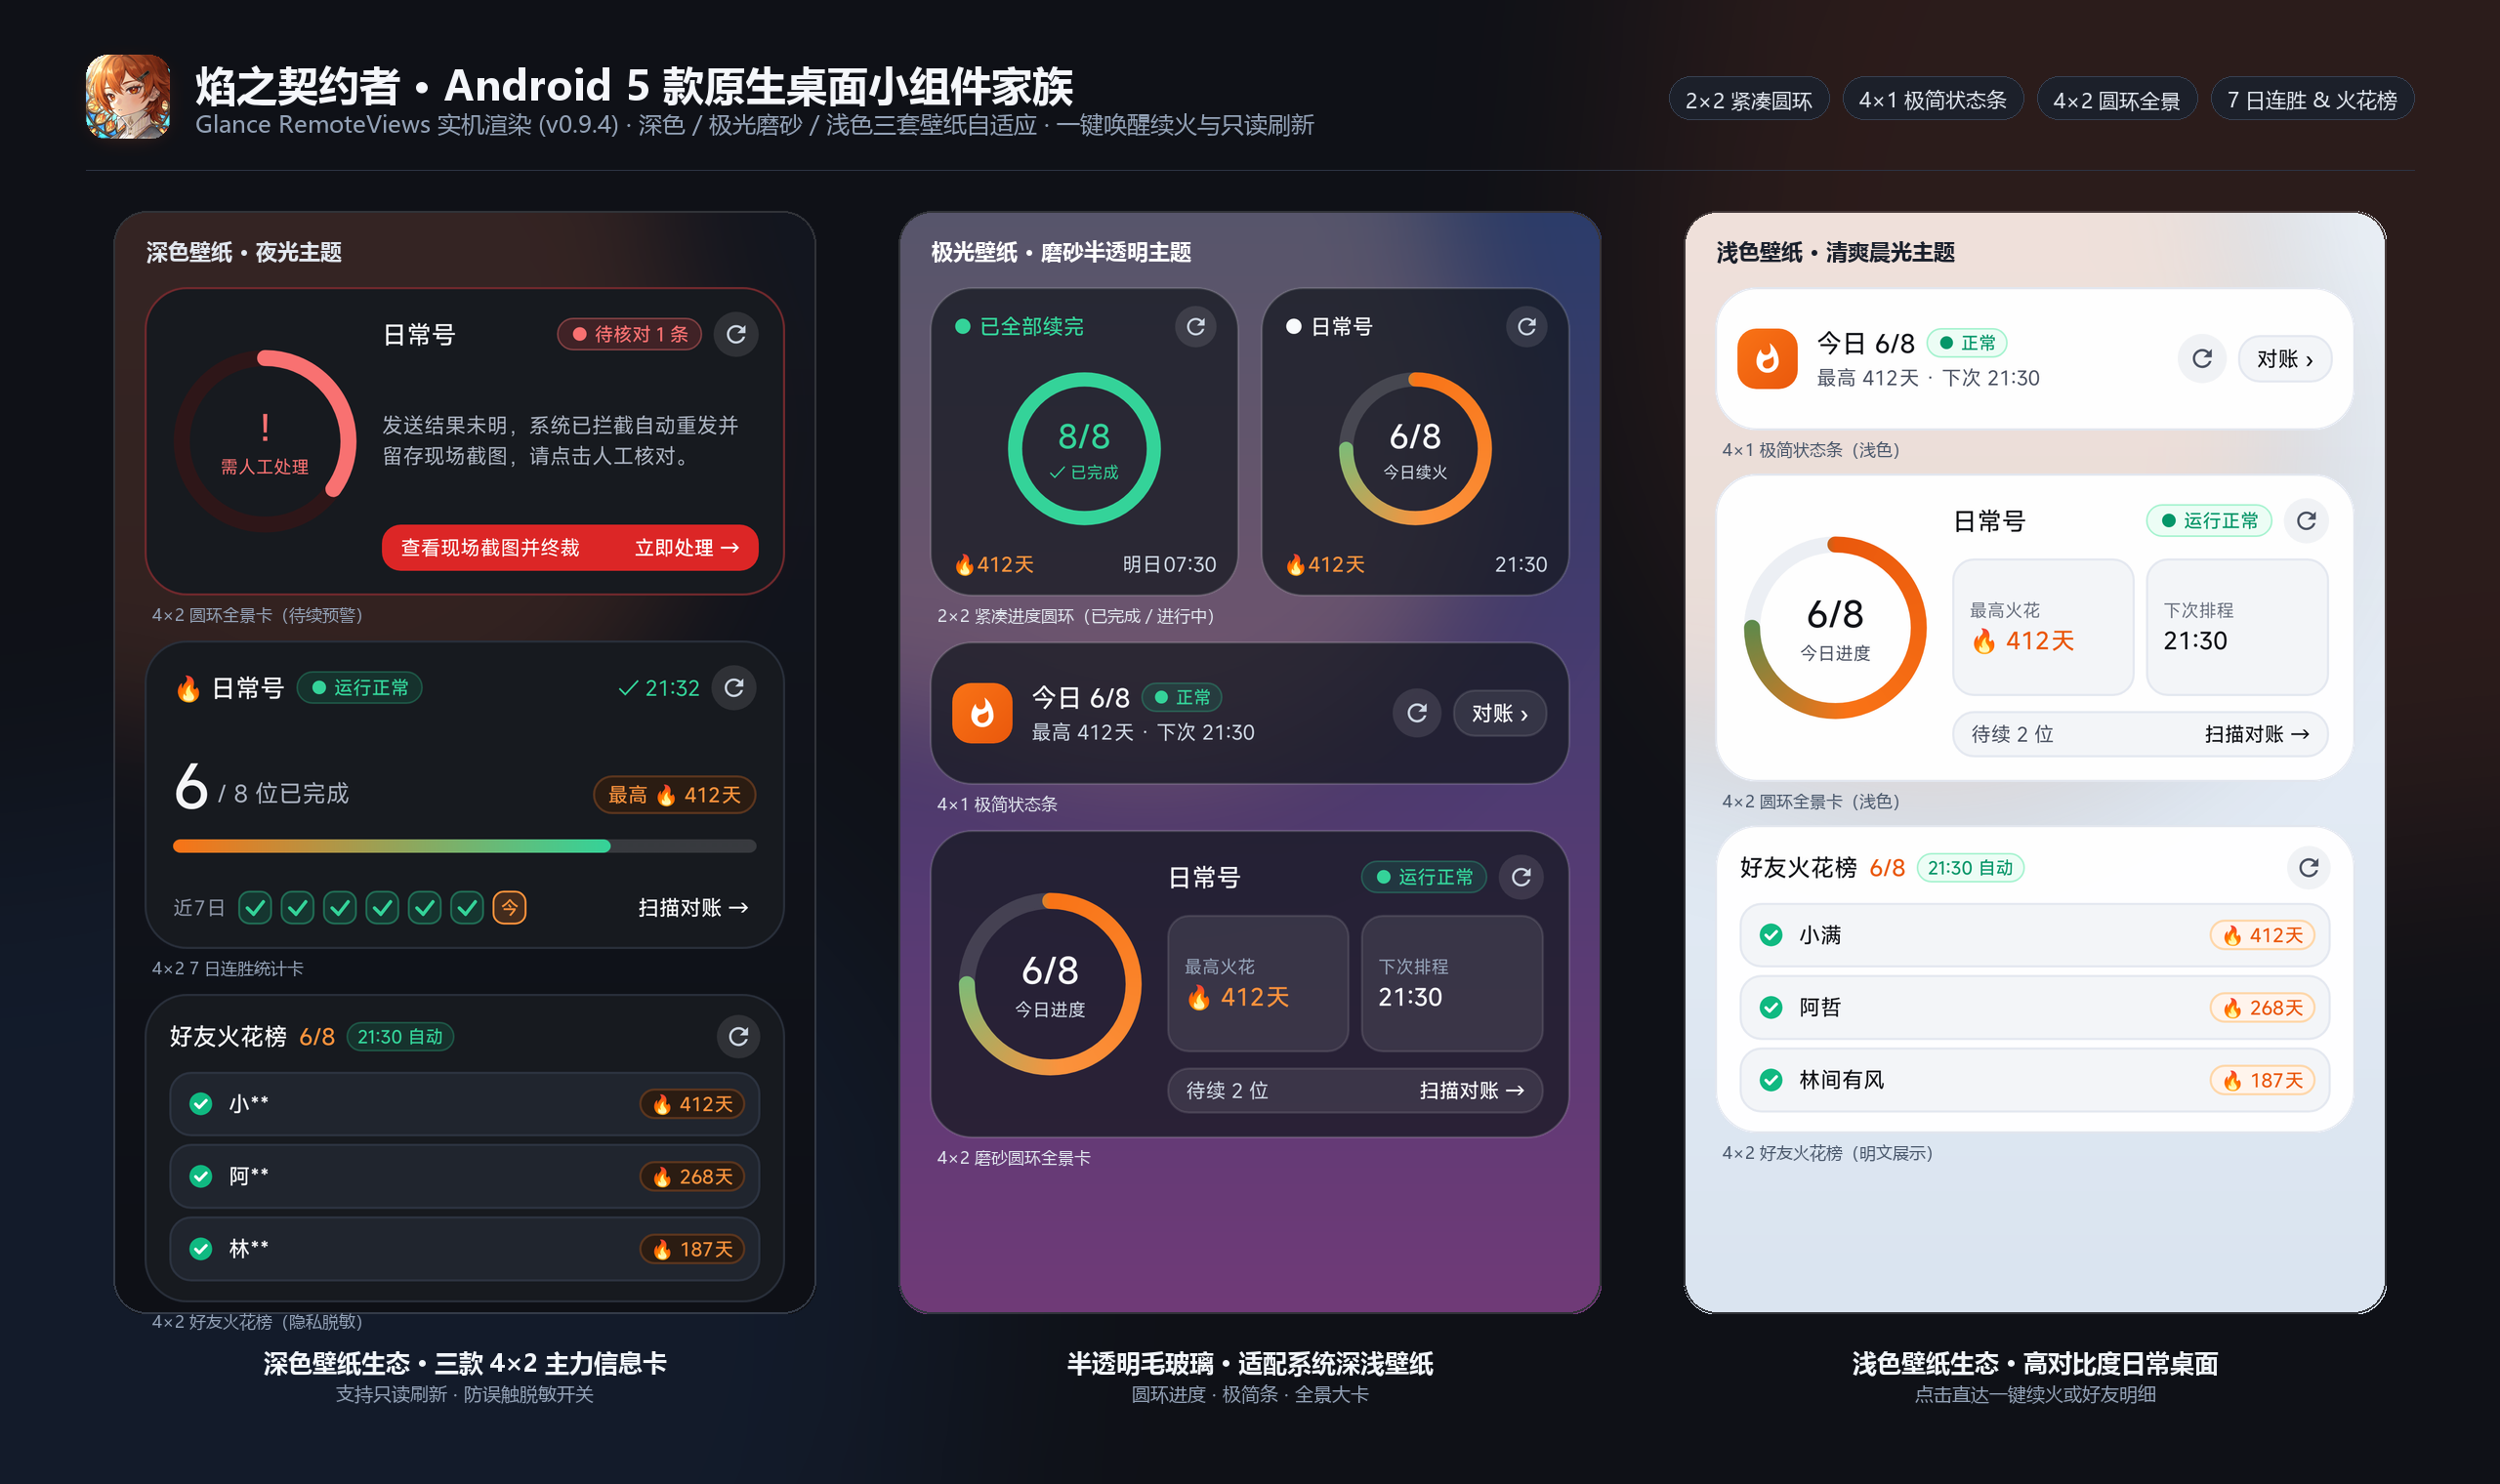 焰之契约者 • Android 5 款原生桌面小组件家族
Glance RemoteViews 实机渲染 (v0.9.4) · 深色 / 极光磨砂 / 浅色三套壁纸自适应 · 一键唤醒续火与只读刷新
2×2 紧凑圆环
4×1 极简状态条
4×2 圆环全景
7 日连胜 & 火花榜
深色壁纸 • 夜光主题
日常号
待核对 1 条
!
需人工处理
发送结果未明，系统已拦截自动重发并
留存现场截图，请点击人工核对。
查看现场截图并终裁 立即处理 →
4×2 圆环全景卡（待续预警）
🔥 日常号 运行正常 ✓ 21:32
6 / 8 位已完成
最高 🔥 412天
近7日 今 扫描对账 →
4×2 7 日连胜统计卡
好友火花榜 6/8 21:30 自动
小** 🔥 412天
阿** 🔥 268天
林** 🔥 187天
4×2 好友火花榜（隐私脱敏）
深色壁纸生态 • 三款 4×2 主力信息卡
支持只读刷新 · 防误触脱敏开关
极光壁纸 • 磨砂半透明主题
已全部续完
8/8
✓ 已完成
🔥412天 明日07:30
日常号
6/8
今日续火
🔥412天 21:30
2×2 紧凑进度圆环（已完成 / 进行中）
今日 6/8 正常
最高 412天 · 下次 21:30
对账 ›
4×1 极简状态条
日常号 运行正常
6/8
今日进度
最高火花
🔥 412天
下次排程
21:30
待续 2 位 扫描对账 →
4×2 磨砂圆环全景卡
半透明毛玻璃 • 适配系统深浅壁纸
圆环进度 · 极简条 · 全景大卡
浅色壁纸 • 清爽晨光主题
今日 6/8 正常
最高 412天 · 下次 21:30
对账 ›
4×1 极简状态条（浅色）
日常号 运行正常
6/8
今日进度
最高火花
🔥 412天
下次排程
21:30
待续 2 位 扫描对账 →
4×2 圆环全景卡（浅色）
好友火花榜 6/8 21:30 自动
小满 🔥 412天
阿哲 🔥 268天
林间有风 🔥 187天
4×2 好友火花榜（明文展示）
浅色壁纸生态 • 高对比度日常桌面
点击直达一键续火或好友明细